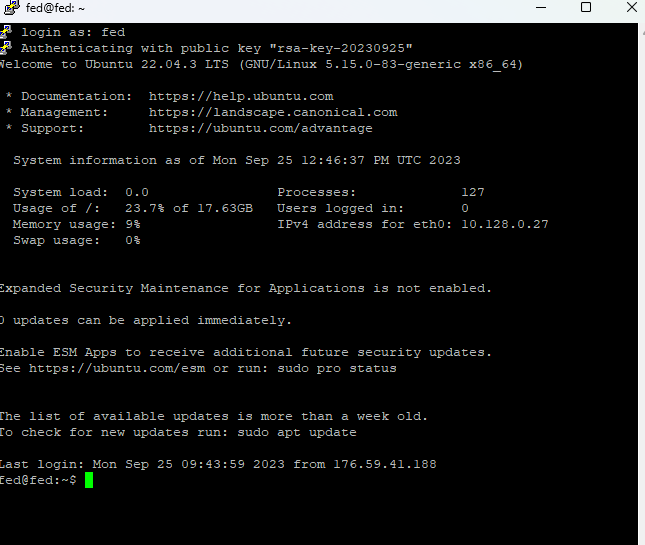 fed@fed: ~
login as: fed
Authenticating with public key "rsa-key-20230925"
Welcome to Ubuntu 22.04.3 LTS (GNU/Linux 5.15.0-83-generic x86_64)
* Documentation:  https://help.ubuntu.com
* Management:     https://landscape.canonical.com
* Support:        https://ubuntu.com/advantage
System information as of Mon Sep 25 12:46:37 PM UTC 2023
System load:  0.0                Processes:             127
Usage of /:   23.7% of 17.63GB   Users logged in:       0
Memory usage: 9%                 IPv4 address for eth0: 10.128.0.27
Swap usage:   0%
Expanded Security Maintenance for Applications is not enabled.
0 updates can be applied immediately.
Enable ESM Apps to receive additional future security updates.
See https://ubuntu.com/esm or run: sudo pro status
The list of available updates is more than a week old.
To check for new updates run: sudo apt update
Last login: Mon Sep 25 09:43:59 2023 from 176.59.41.188
fed@fed:~$